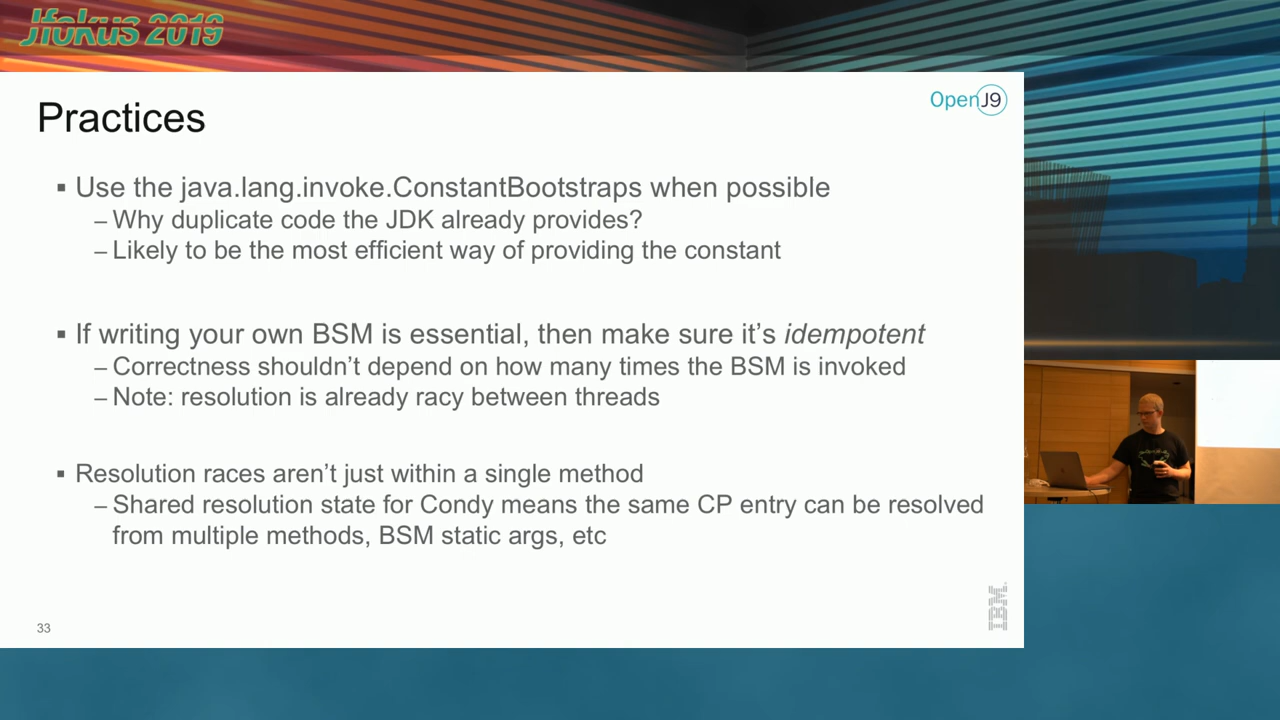 Jfokus 2019
OpenJ9
Practices
▪ Use the java.lang.invoke.ConstantBootstraps when possible
– Why duplicate code the JDK already provides?
– Likely to be the most efficient way of providing the constant
▪ If writing your own BSM is essential, then make sure it’s idempotent
– Correctness shouldn’t depend on how many times the BSM is invoked
– Note: resolution is already racy between threads
▪ Resolution races aren’t just within a single method
– Shared resolution state for Condy means the same CP entry can be resolved
from multiple methods, BSM static args, etc
33
IBM